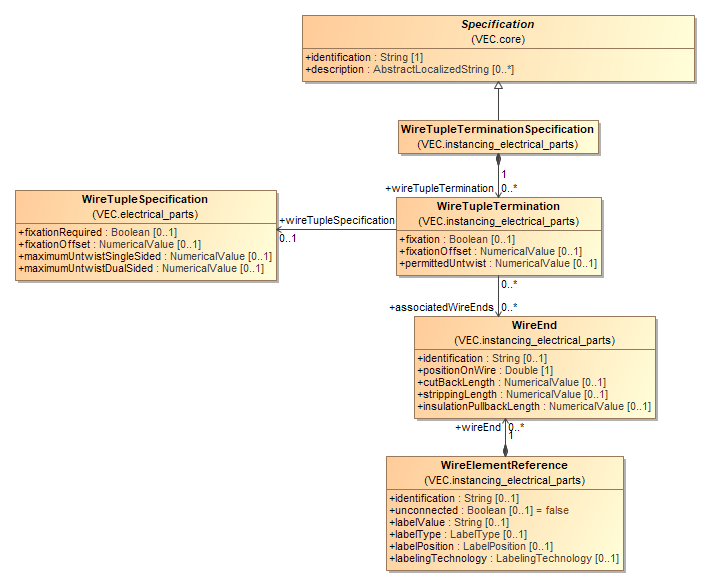 Specification
(VEC.core)
+identification : String [1]
+description : AbstractLocalizedString [0..*]
WireTupleTerminationSpecification
(VEC.instancing_electrical_parts)
1
+wireTupleTermination 0..*
WireTupleSpecification
(VEC.electrical_parts)
+fixationRequired : Boolean [0..1]
+fixationOffset : NumericalValue [0..1]
+maximumUntwistSingleSided : NumericalValue [0..1]
+maximumUntwistDualSided : NumericalValue [0..1]
+wireTupleSpecification
0..1
WireTupleTermination
(VEC.instancing_electrical_parts)
+fixation : Boolean [0..1]
+fixationOffset : NumericalValue [0..1]
+permittedUntwist : NumericalValue [0..1]
0..*
+associatedWireEnds 0..*
WireEnd
(VEC.instancing_electrical_parts)
+identification : String [0..1]
+positionOnWire : Double [1]
+cutBackLength : NumericalValue [0..1]
+strippingLength : NumericalValue [0..1]
+insulationPullbackLength : NumericalValue [0..1]
+wireEnd 0..*
1
WireElementReference
(VEC.instancing_electrical_parts)
+identification : String [0..1]
+unconnected : Boolean [0..1] = false
+labelValue : String [0..1]
+labelType : LabelType [0..1]
+labelPosition : LabelPosition [0..1]
+labelingTechnology : LabelingTechnology [0..1]